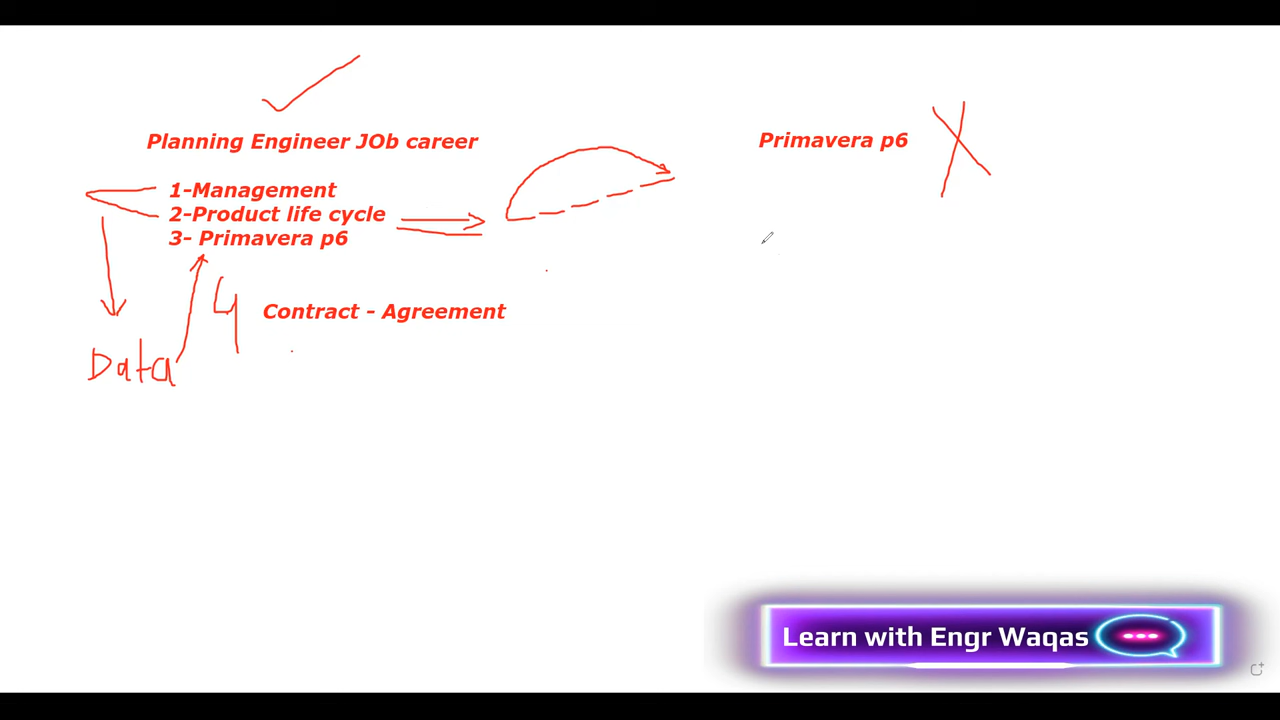 Planning Engineer JOb career
1-Management
2-Product life cycle
3- Primavera p6
4 Contract - Agreement
Data
Primavera p6
Learn with Engr Waqas